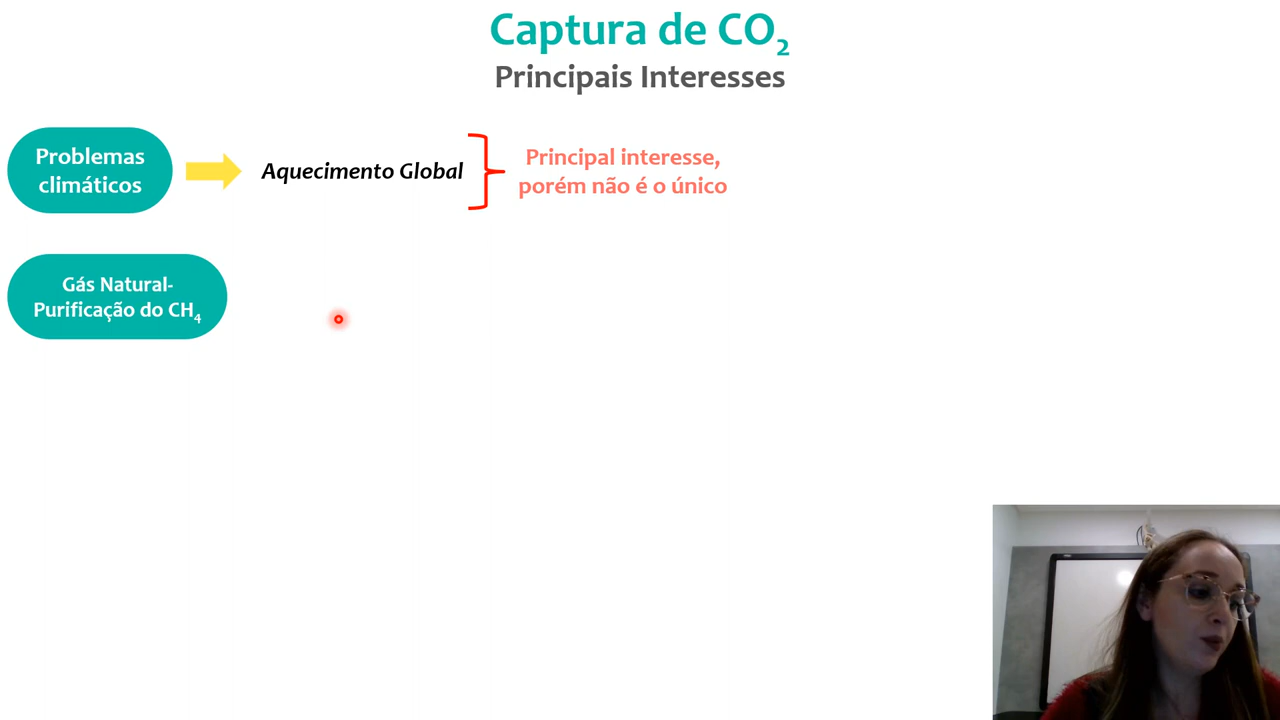 Captura de CO₂
Principais Interesses
Problemas
climáticos
Aquecimento Global
Principal interesse,
porém não é o único
Gás Natural-
Purificação do CH₄